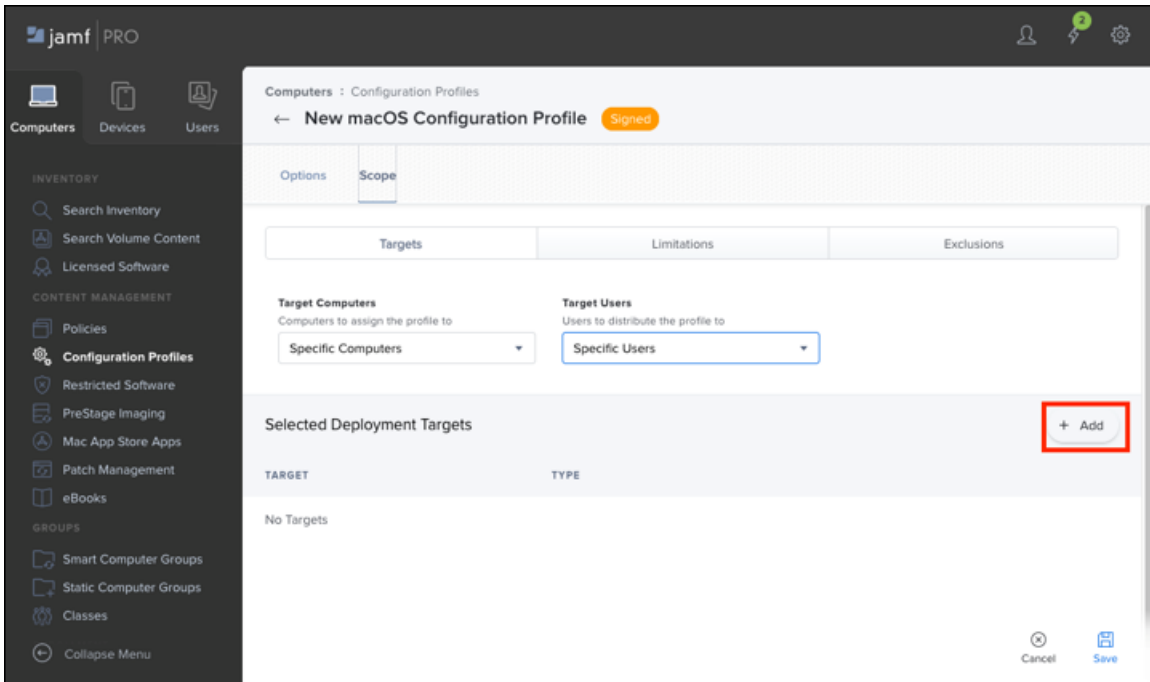 jamf PRO
2
Computers
Devices
Users
INVENTORY
Search Inventory
Search Volume Content
Licensed Software
CONTENT MANAGEMENT
Policies
Configuration Profiles
Restricted Software
PreStage Imaging
Mac App Store Apps
Patch Management
eBooks
GROUPS
Smart Computer Groups
Static Computer Groups
Classes
Collapse Menu
Computers : Configuration Profiles
← New macOS Configuration Profile Signed
Options Scope
Targets Limitations Exclusions
Target Computers
Computers to assign the profile to
Specific Computers
Target Users
Users to distribute the profile to
Specific Users
Selected Deployment Targets
+ Add
TARGET TYPE
No Targets
Cancel Save